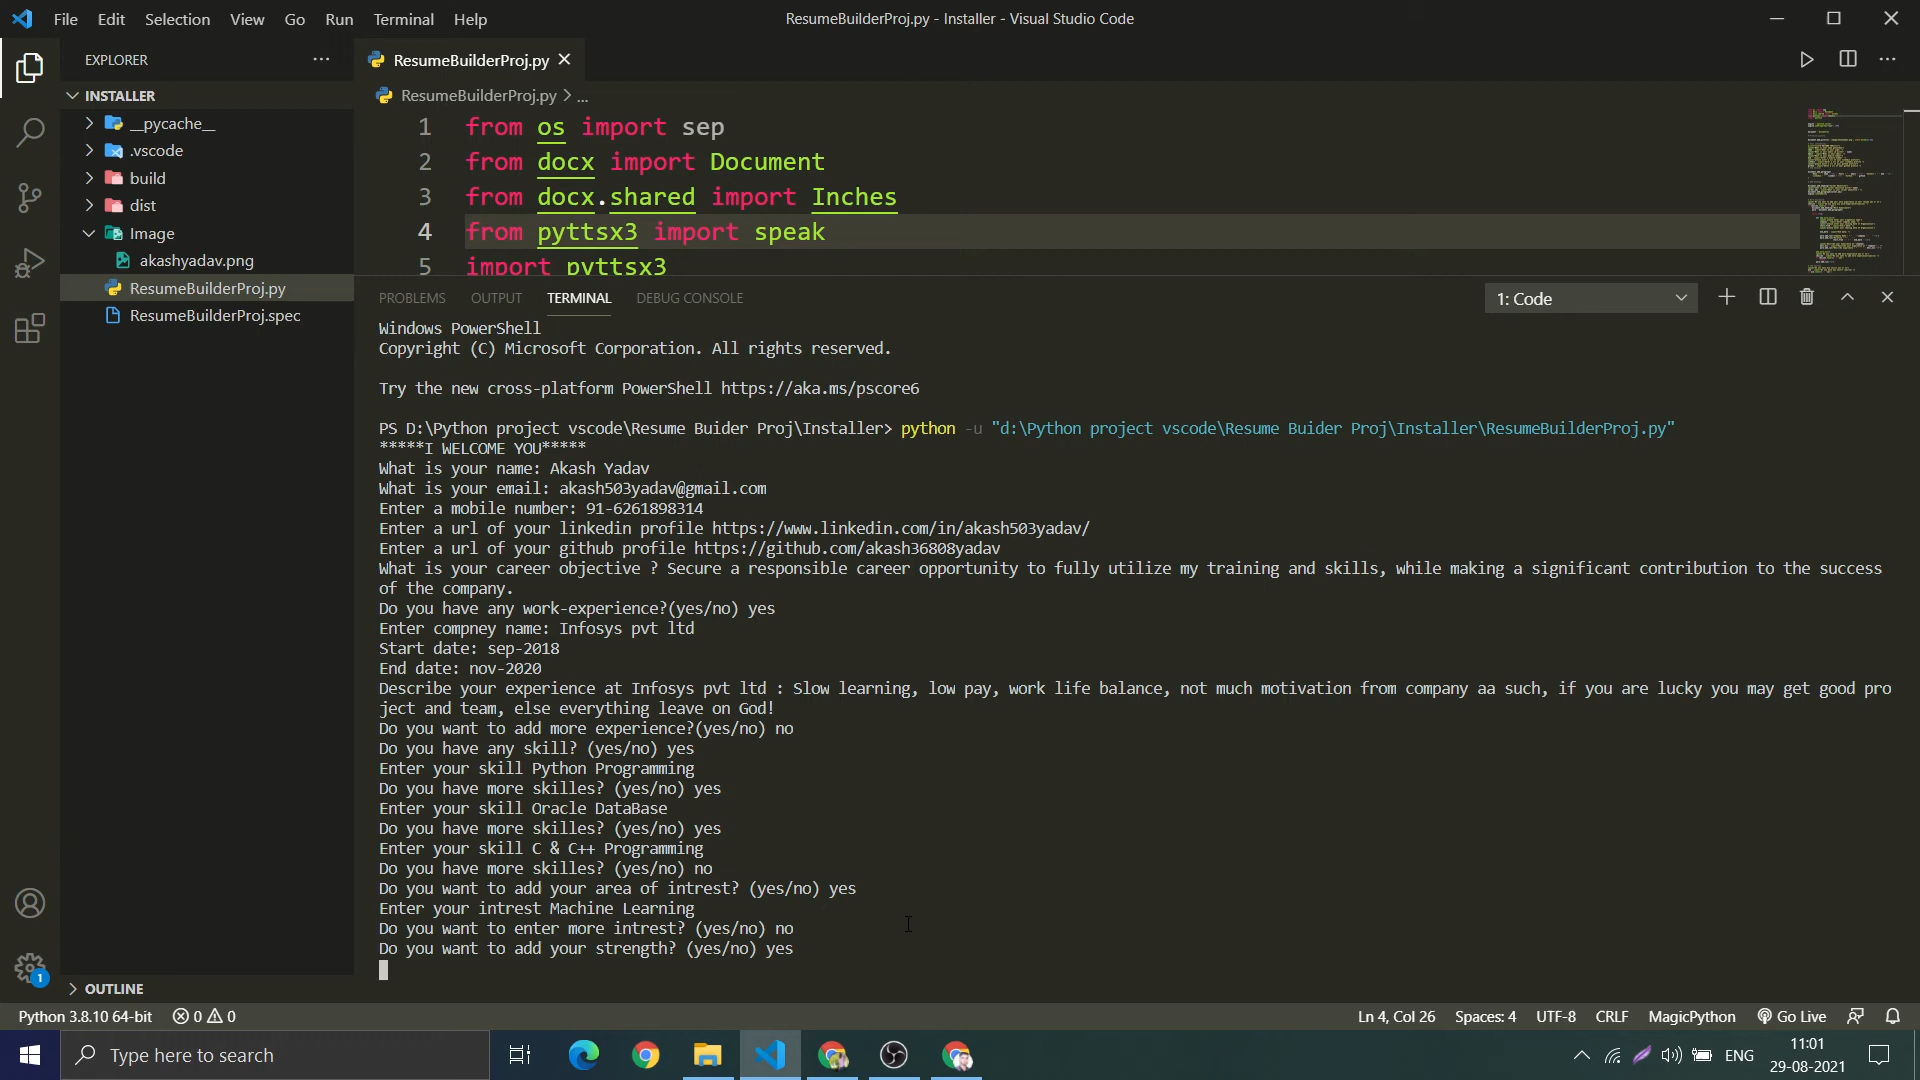 File Edit Selection View Go Run Terminal Help
ResumeBuilderProj.py - Installer - Visual Studio Code
EXPLORER
ResumeBuilderProj.py
INSTALLER
__pycache__
.vscode
build
dist
Image
akashyadav.png
ResumeBuilderProj.py
ResumeBuilderProj.spec
OUTLINE
ResumeBuilderProj.py > ...
1 from os import sep
2 from docx import Document
3 from docx.shared import Inches
4 from pyttsx3 import speak
5 import pyttsx3
PROBLEMS OUTPUT TERMINAL DEBUG CONSOLE
1: Code
Windows PowerShell
Copyright (C) Microsoft Corporation. All rights reserved.
Try the new cross-platform PowerShell https://aka.ms/pscore6
PS D:\Python project vscode\Resume Buider Proj\Installer> python -u "d:\Python project vscode\Resume Buider Proj\Installer\ResumeBuilderProj.py"
*****I WELCOME YOU*****
What is your name: Akash Yadav
What is your email: akash503yadav@gmail.com
Enter a mobile number: 91-6261898314
Enter a url of your linkedin profile https://www.linkedin.com/in/akash503yadav/
Enter a url of your github profile https://github.com/akash36808yadav
What is your career objective ? Secure a responsible career opportunity to fully utilize my training and skills, while making a significant contribution to the success
of the company.
Do you have any work-experience?(yes/no) yes
Enter compney name: Infosys pvt ltd
Start date: sep-2018
End date: nov-2020
Describe your experience at Infosys pvt ltd : Slow learning, low pay, work life balance, not much motivation from company aa such, if you are lucky you may get good pro
ject and team, else everything leave on God!
Do you want to add more experience?(yes/no) no
Do you have any skill? (yes/no) yes
Enter your skill Python Programming
Do you have more skilles? (yes/no) yes
Enter your skill Oracle DataBase
Do you have more skilles? (yes/no) yes
Enter your skill C & C++ Programming
Do you have more skilles? (yes/no) no
Do you want to add your area of intrest? (yes/no) yes
Enter your intrest Machine Learning
Do you want to enter more intrest? (yes/no) no
Do you want to add your strength? (yes/no) yes
1
Python 3.8.10 64-bit 0 0
Ln 4, Col 26 Spaces: 4 UTF-8 CRLF MagicPython Go Live
Type here to search
ENG
11:01
29-08-2021